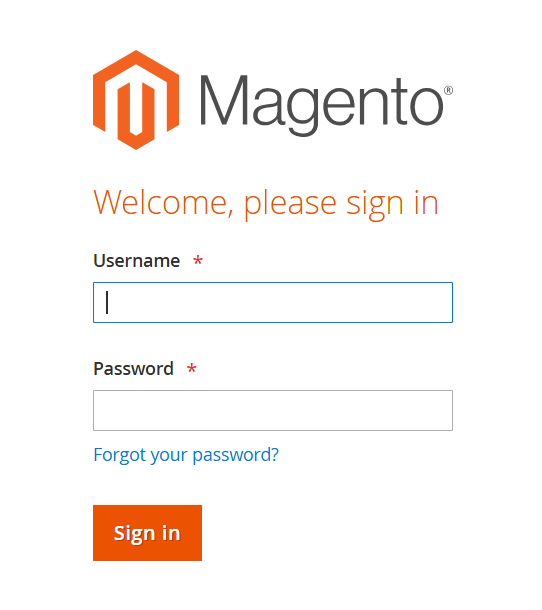 Magento®
Welcome, please sign in
Username *
Password *
Forgot your password?
Sign in